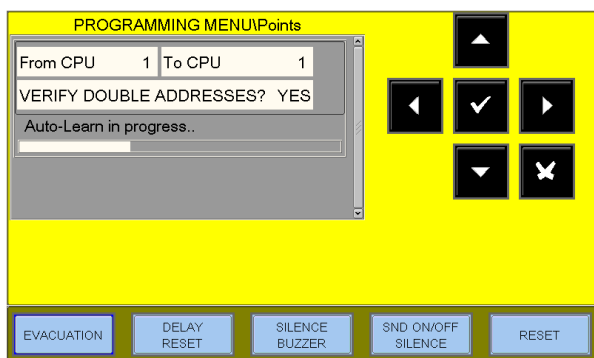 PROGRAMMING MENU\Points
From CPU 1 To CPU 1
VERIFY DOUBLE ADDRESSES? YES
Auto-Learn in progress..
EVACUATION
DELAY
RESET
SILENCE
BUZZER
SND ON/OFF
SILENCE
RESET